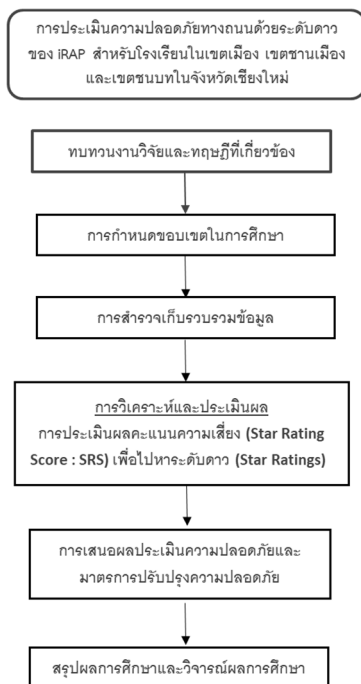 การประเมินความปลอดภัยทางถนนด้วยระดับดาว
ของ iRAP สำหรับโรงเรียนในเขตเมือง เขตชานเมือง
และเขตชนบทในจังหวัดเชียงใหม่
ทบทวนงานวิจัยและทฤษฎีที่เกี่ยวข้อง
การกำหนดขอบเขตในการศึกษา
การสำรวจเก็บรวบรวมข้อมูล
การวิเคราะห์และประเมินผล
การประเมินผลคะแนนความเสี่ยง (Star Rating
Score : SRS) เพื่อไปหาระดับดาว (Star Ratings)
การเสนอผลประเมินความปลอดภัยและ
มาตรการปรับปรุงความปลอดภัย
สรุปผลการศึกษาและวิจารณ์ผลการศึกษา